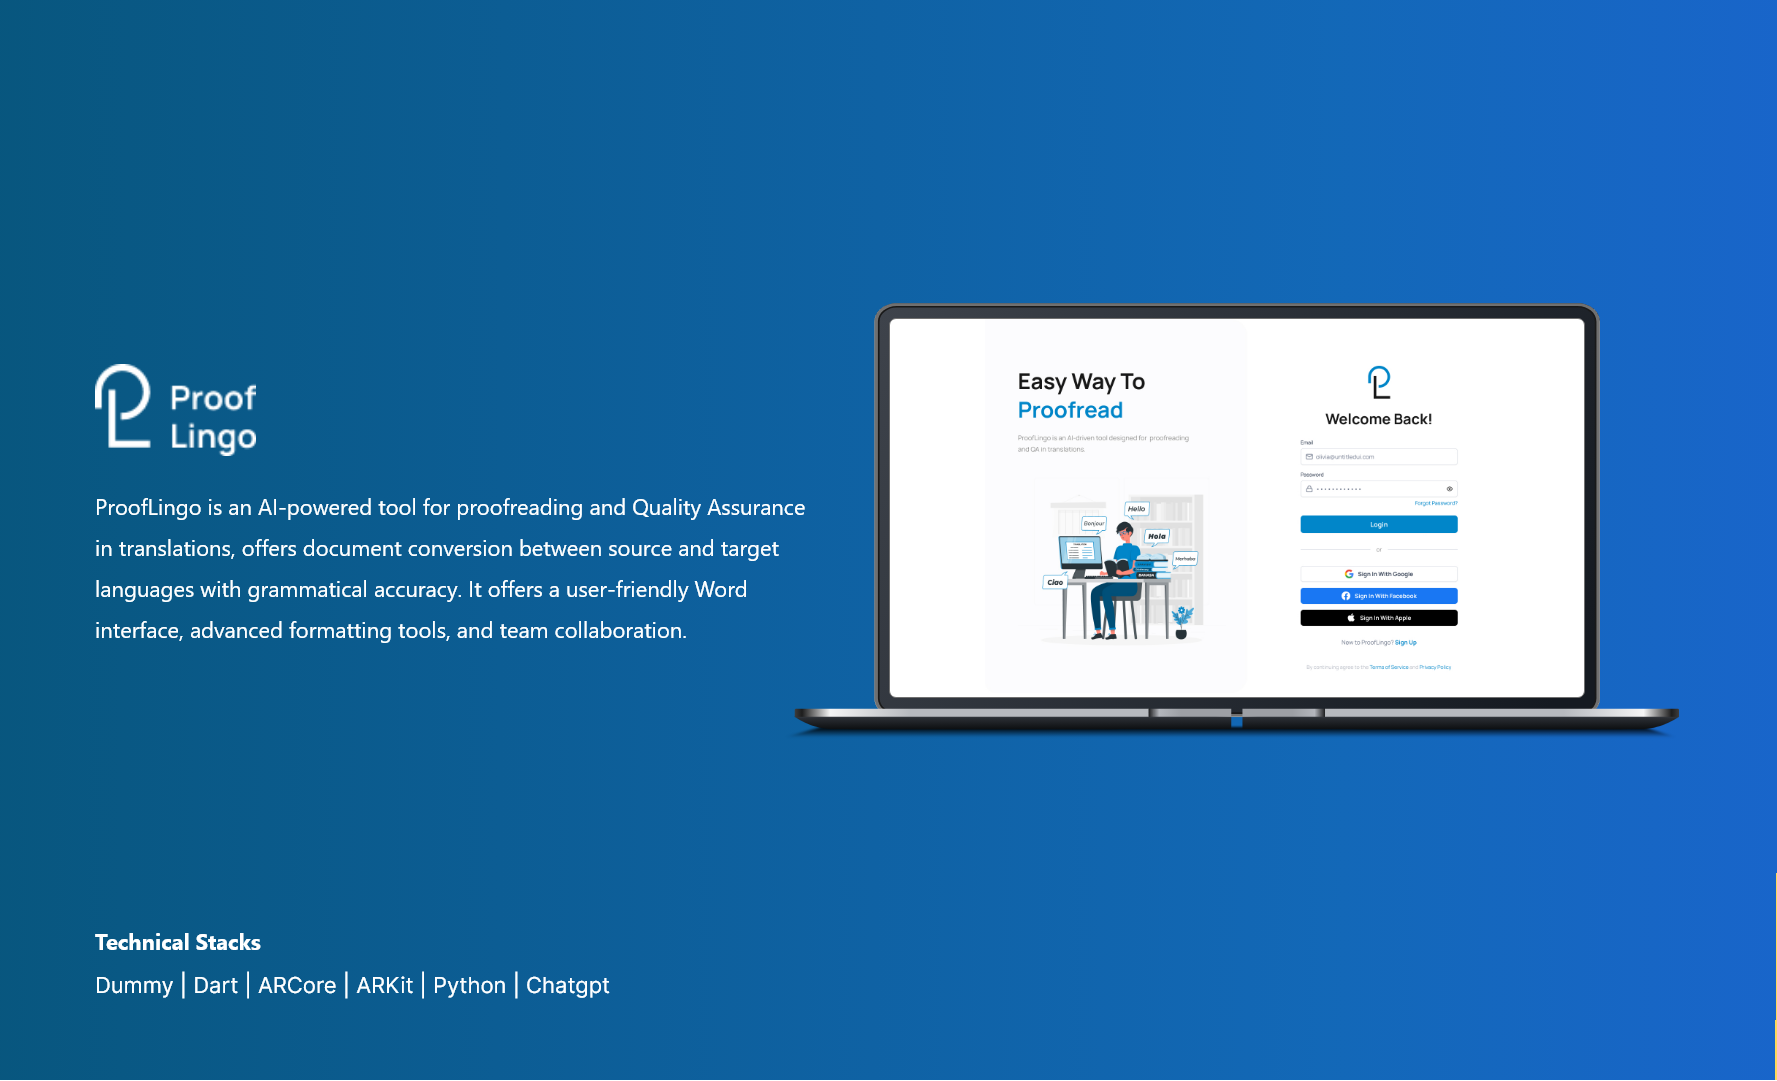 Proof
Lingo
ProofLingo is an AI-powered tool for proofreading and Quality Assurance
in translations, offers document conversion between source and target
languages with grammatical accuracy. It offers a user-friendly Word
interface, advanced formatting tools, and team collaboration.
Technical Stacks
Dummy | Dart | ARCore | ARKit | Python | Chatgpt
Easy Way To
Proofread
ProofLingo is an AI-driven tool designed for proofreading
and QA in translations.
Hello
Bonjour
Hola
Marhaba
Ciao
Welcome Back!
Email
olivia@untitledui.com
Password
Forgot Password?
Login
or
Sign In With Google
Sign In With Facebook
Sign In With Apple
New to ProofLingo? Sign Up
By continuing agree to the Terms of Service and Privacy Policy